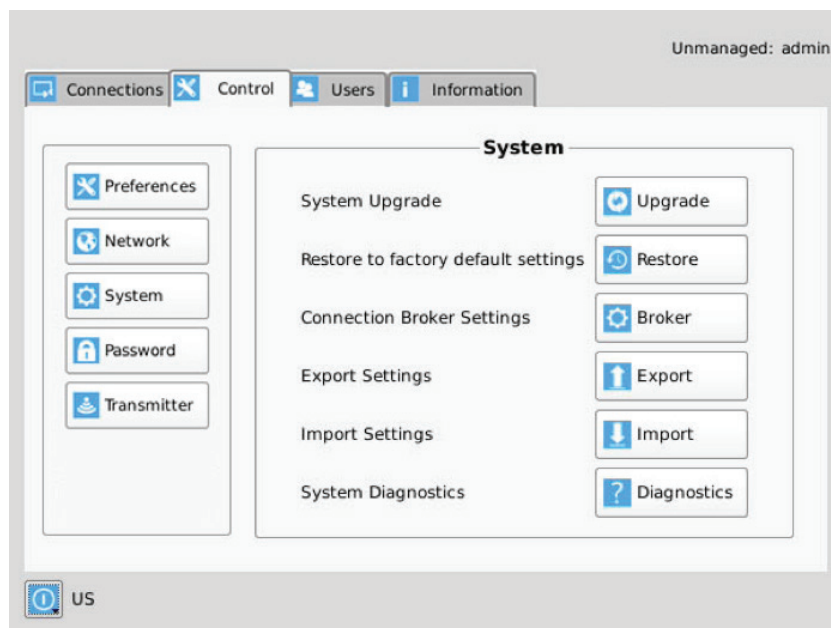 Unmanaged: admin
Connections Control Users Information
Preferences
Network
System
Password
Transmitter
System
System Upgrade Upgrade
Restore to factory default settings Restore
Connection Broker Settings Broker
Export Settings Export
Import Settings Import
System Diagnostics Diagnostics
US